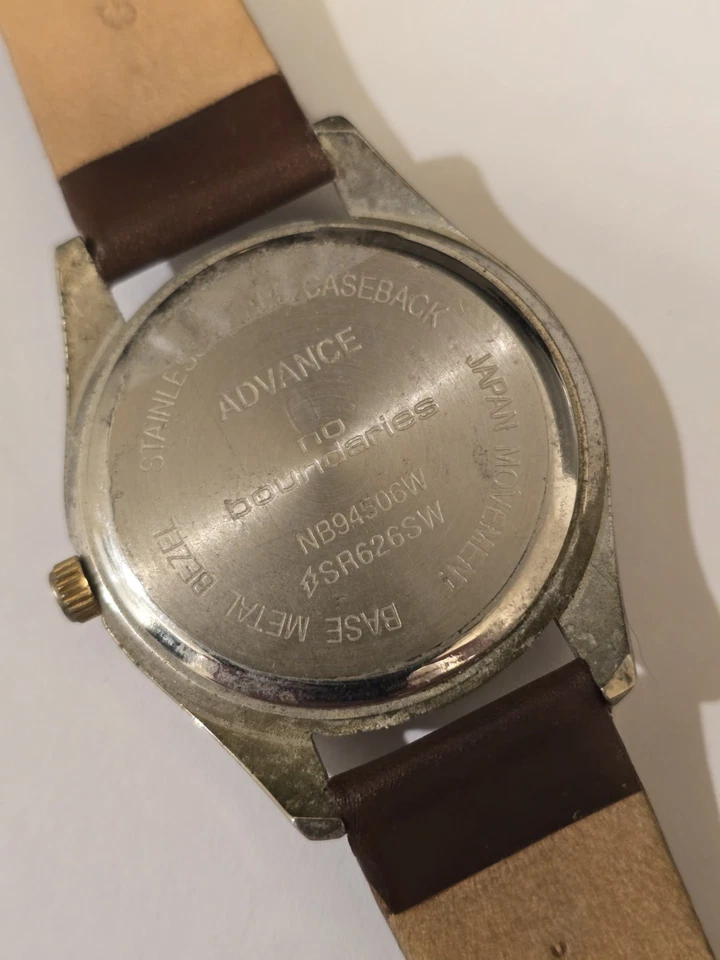 STAINLESS CASEBACK
JAPAN MOVEMENT
BASE METAL BEZEL
ADVANCE
no
boundaries
NB94506W
SR626SW